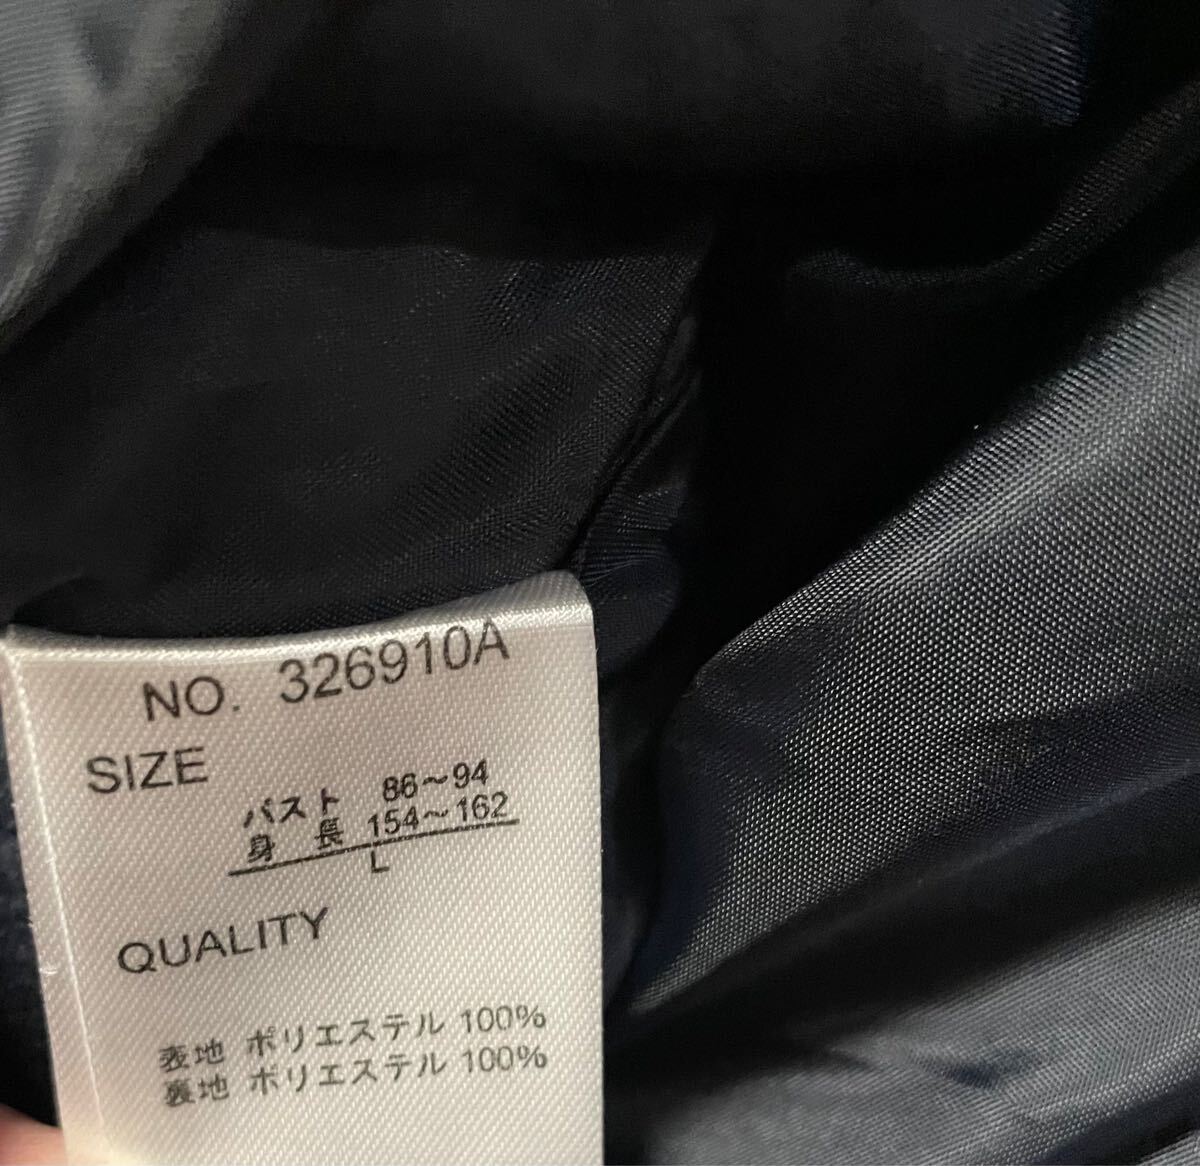 NO. 326910A
SIZE
バスト 86～94
身長 154～162
L
QUALITY
表地 ポリエステル 100%
裏地 ポリエステル 100%